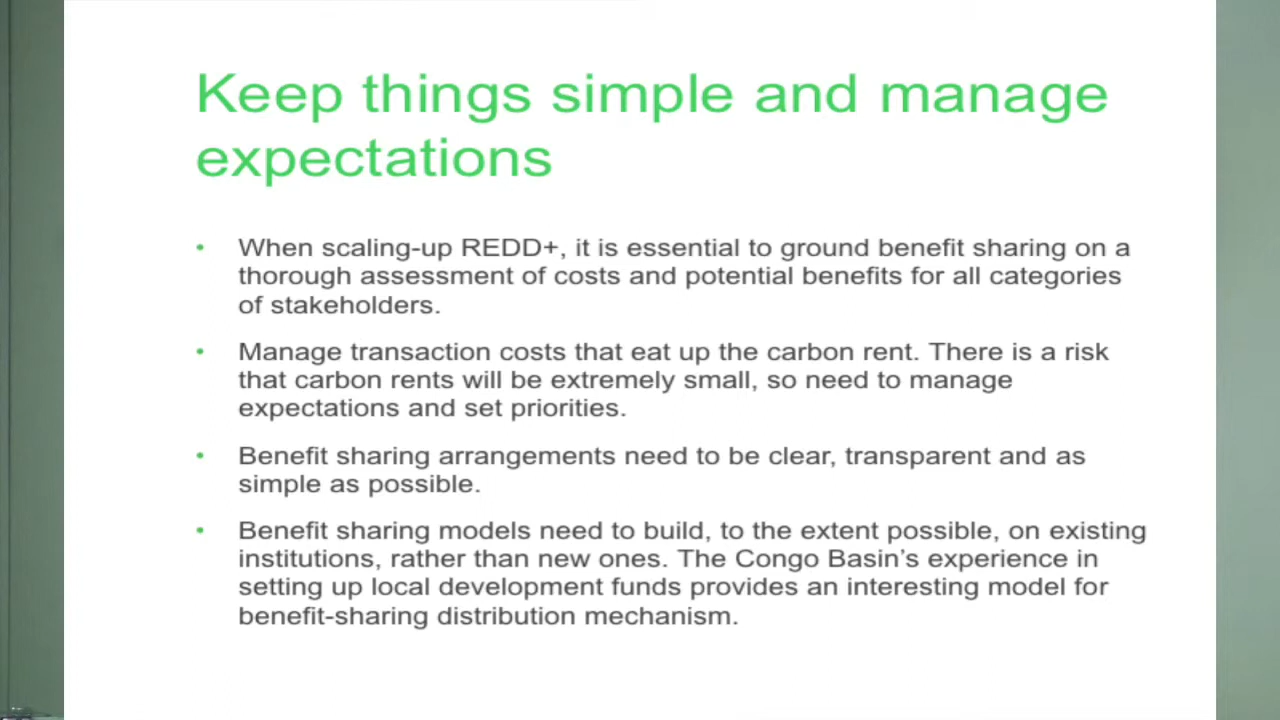 Keep things simple and manage
expectations
• When scaling-up REDD+, it is essential to ground benefit sharing on a
thorough assessment of costs and potential benefits for all categories
of stakeholders.
• Manage transaction costs that eat up the carbon rent. There is a risk
that carbon rents will be extremely small, so need to manage
expectations and set priorities.
• Benefit sharing arrangements need to be clear, transparent and as
simple as possible.
• Benefit sharing models need to build, to the extent possible, on existing
institutions, rather than new ones. The Congo Basin’s experience in
setting up local development funds provides an interesting model for
benefit-sharing distribution mechanism.